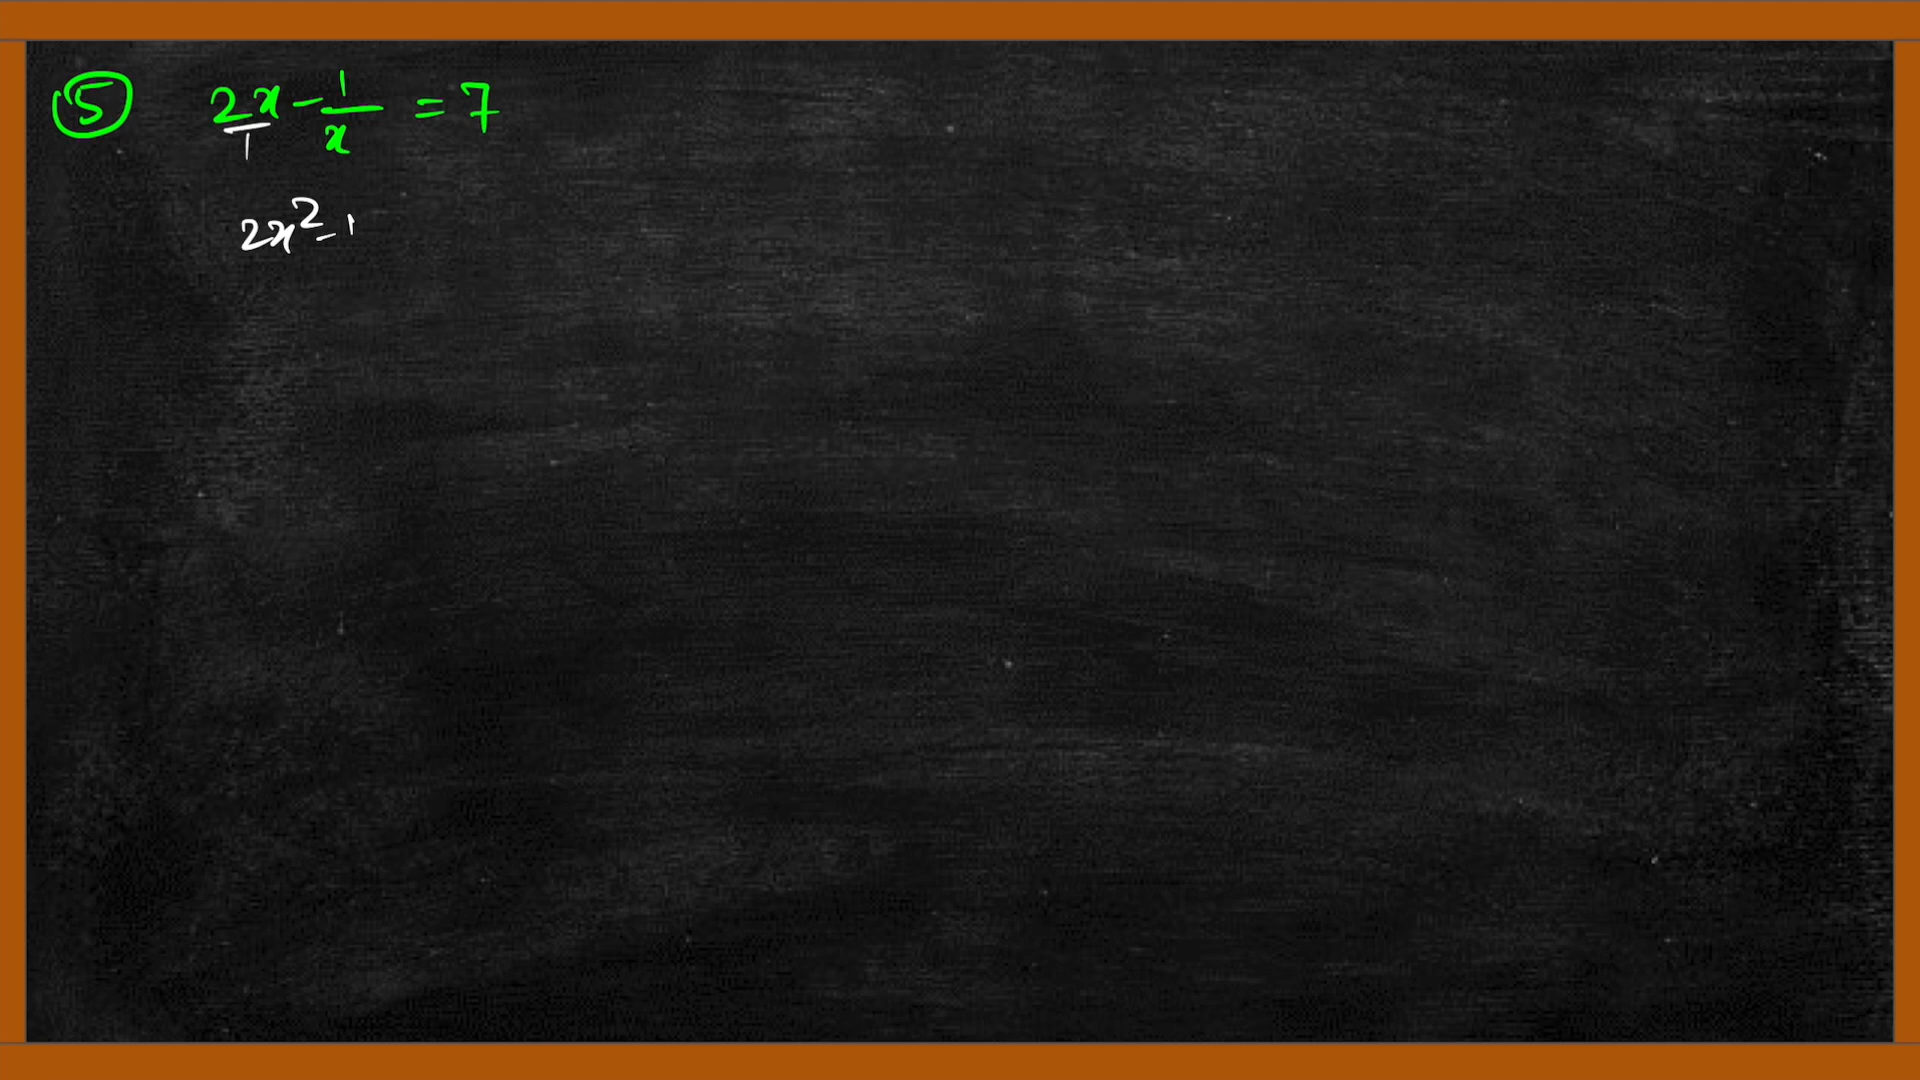 ⑤ 2x/1 - 1/x = 7
2x² - 1